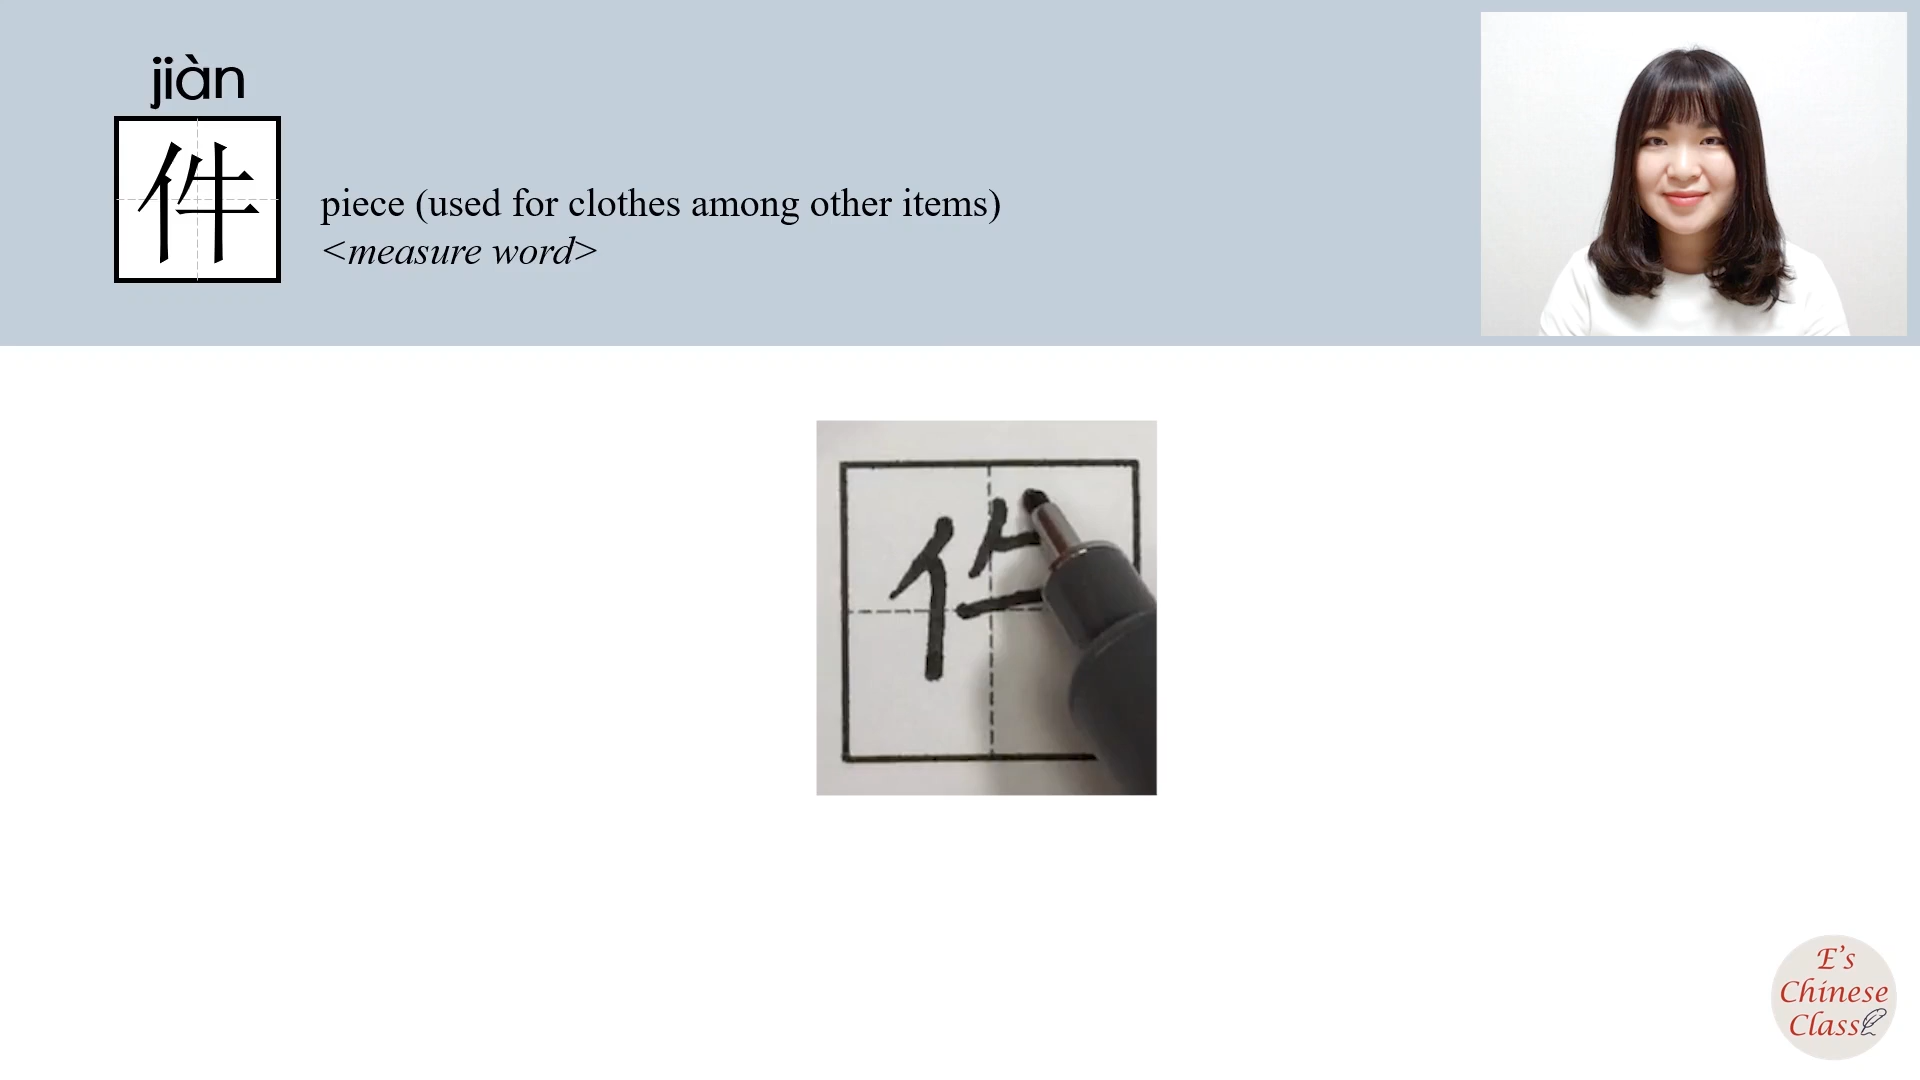 jiàn
件
piece (used for clothes among other items)
<measure word>
E's
Chinese
Class